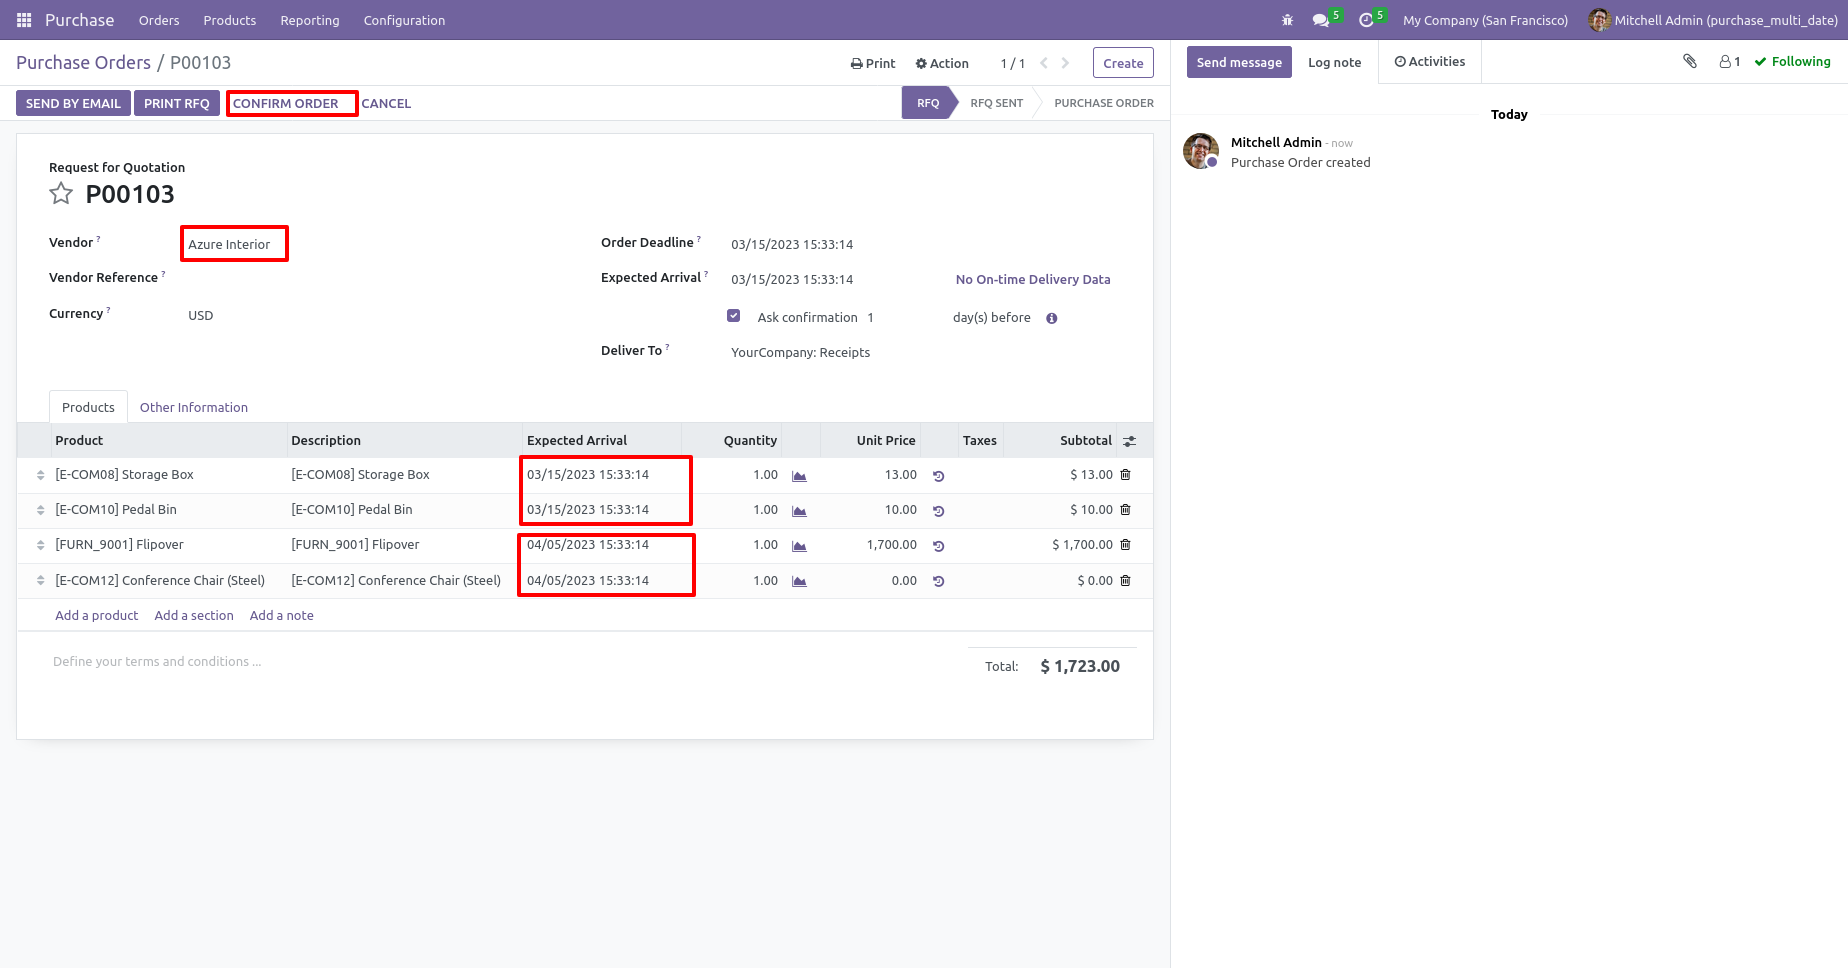 Purchase Orders Products Reporting Configuration 5 5 My Company (San Francisco) Mitchell Admin (purchase_multi_date)
Purchase Orders / P00103 Print Action 1 / 1 Create Send message Log note Activities 1 Following
SEND BY EMAIL PRINT RFQ CONFIRM ORDER CANCEL RFQ RFQ SENT PURCHASE ORDER
Today
Mitchell Admin - now
Purchase Order created
Request for Quotation
P00103
Vendor ? Azure Interior Order Deadline ? 03/15/2023 15:33:14
Vendor Reference ? Expected Arrival ? 03/15/2023 15:33:14 No On-time Delivery Data
Currency ? USD Ask confirmation 1 day(s) before
Deliver To ? YourCompany: Receipts
Products Other Information
Product Description Expected Arrival Quantity Unit Price Taxes Subtotal
[E-COM08] Storage Box [E-COM08] Storage Box 03/15/2023 15:33:14 1.00 13.00 $ 13.00
[E-COM10] Pedal Bin [E-COM10] Pedal Bin 03/15/2023 15:33:14 1.00 10.00 $ 10.00
[FURN_9001] Flipover [FURN_9001] Flipover 04/05/2023 15:33:14 1.00 1,700.00 $ 1,700.00
[E-COM12] Conference Chair (Steel) [E-COM12] Conference Chair (Steel) 04/05/2023 15:33:14 1.00 0.00 $ 0.00
Add a product Add a section Add a note
Define your terms and conditions ... Total: $ 1,723.00